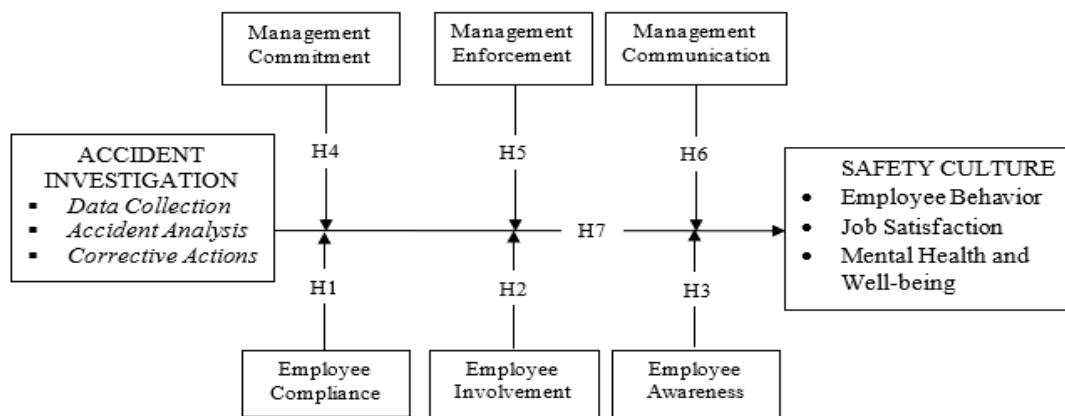 Management
Commitment
Management
Enforcement
Management
Communication
H4
H5
H6
ACCIDENT
INVESTIGATION
▪ Data Collection
▪ Accident Analysis
▪ Corrective Actions
H7
SAFETY CULTURE
• Employee Behavior
• Job Satisfaction
• Mental Health and
Well-being
H1
H2
H3
Employee
Compliance
Employee
Involvement
Employee
Awareness